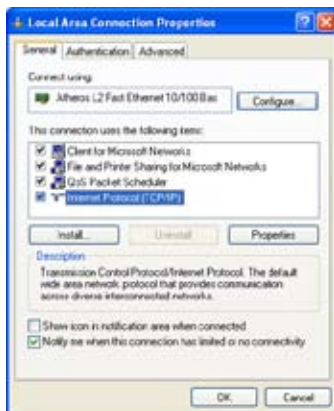 Local Area Connection Properties
General Authentication Advanced
Connect using:
Atheros L2 Fast Ethernet 10/100 Bas
Configure...
This connection uses the following items:
Client for Microsoft Networks
File and Printer Sharing for Microsoft Networks
QoS Packet Scheduler
Internet Protocol (TCP/IP)
Install... Uninstall Properties
Description
Transmission Control Protocol/Internet Protocol. The default
wide area network protocol that provides communication
across diverse interconnected networks.
Show icon in notification area when connected
Notify me when this connection has limited or no connectivity
OK Cancel